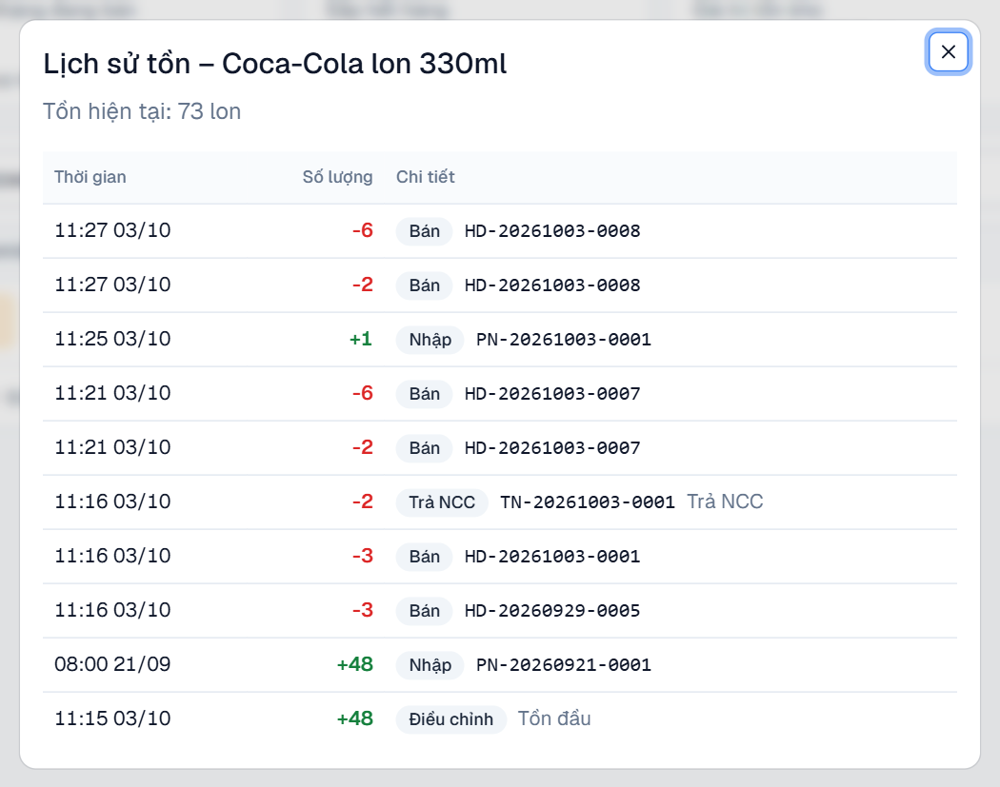 Lịch sử tồn – Coca-Cola lon 330ml
Tồn hiện tại: 73 lon
Thời gian Số lượng Chi tiết
11:27 03/10 -6 Bán HD-20261003-0008
11:27 03/10 -2 Bán HD-20261003-0008
11:25 03/10 +1 Nhập PN-20261003-0001
11:21 03/10 -6 Bán HD-20261003-0007
11:21 03/10 -2 Bán HD-20261003-0007
11:16 03/10 -2 Trả NCC TN-20261003-0001 Trả NCC
11:16 03/10 -3 Bán HD-20261003-0001
11:16 03/10 -3 Bán HD-20260929-0005
08:00 21/09 +48 Nhập PN-20260921-0001
11:15 03/10 +48 Điều chỉnh Tồn đầu